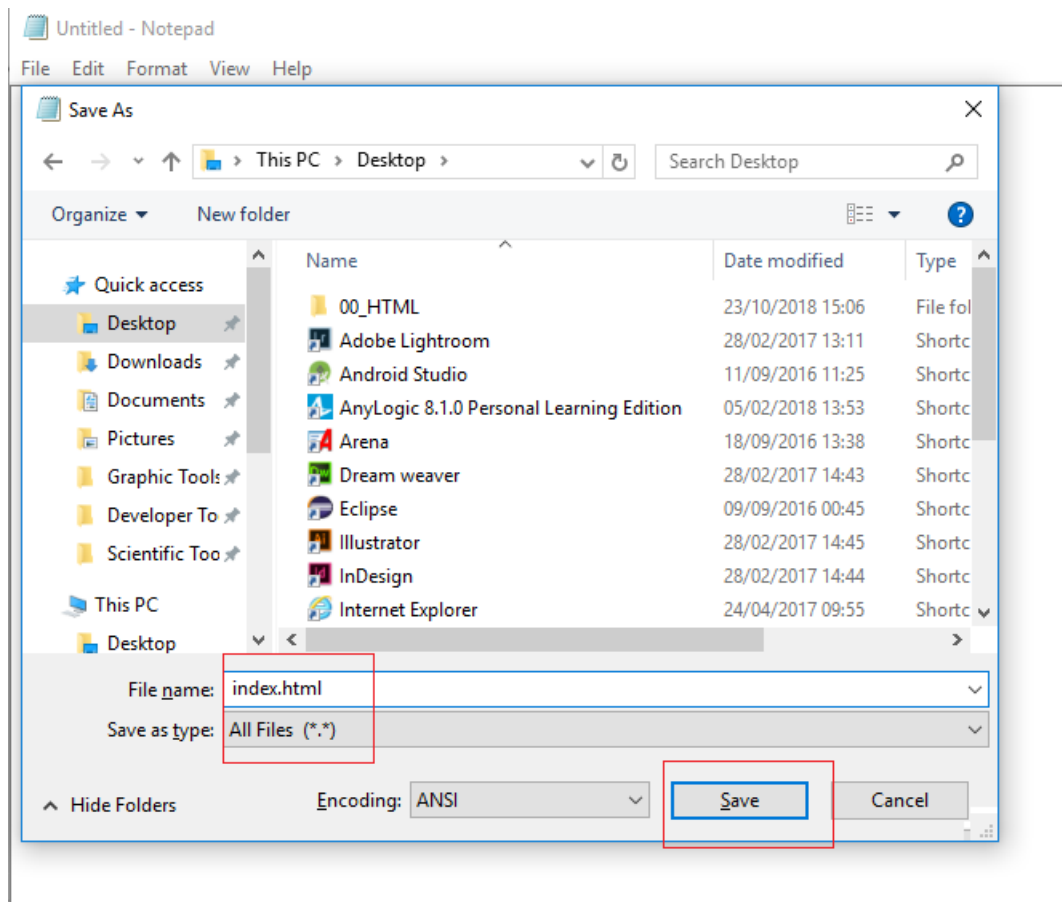 Untitled - Notepad
File Edit Format View Help
Save As
This PC > Desktop >
Search Desktop
Organize
New folder
Name Date modified Type
Quick access
Desktop
Downloads
Documents
Pictures
Graphic Tools
Developer To
Scientific Too
This PC
Desktop
00_HTML 23/10/2018 15:06 File fol
Adobe Lightroom 28/02/2017 13:11 Shortc
Android Studio 11/09/2016 11:25 Shortc
AnyLogic 8.1.0 Personal Learning Edition 05/02/2018 13:53 Shortc
Arena 18/09/2016 13:38 Shortc
Dream weaver 28/02/2017 14:43 Shortc
Eclipse 09/09/2016 00:45 Shortc
Illustrator 28/02/2017 14:45 Shortc
InDesign 28/02/2017 14:44 Shortc
Internet Explorer 24/04/2017 09:55 Shortc
File name: index.html
Save as type: All Files (*.*)
Hide Folders
Encoding: ANSI
Save
Cancel